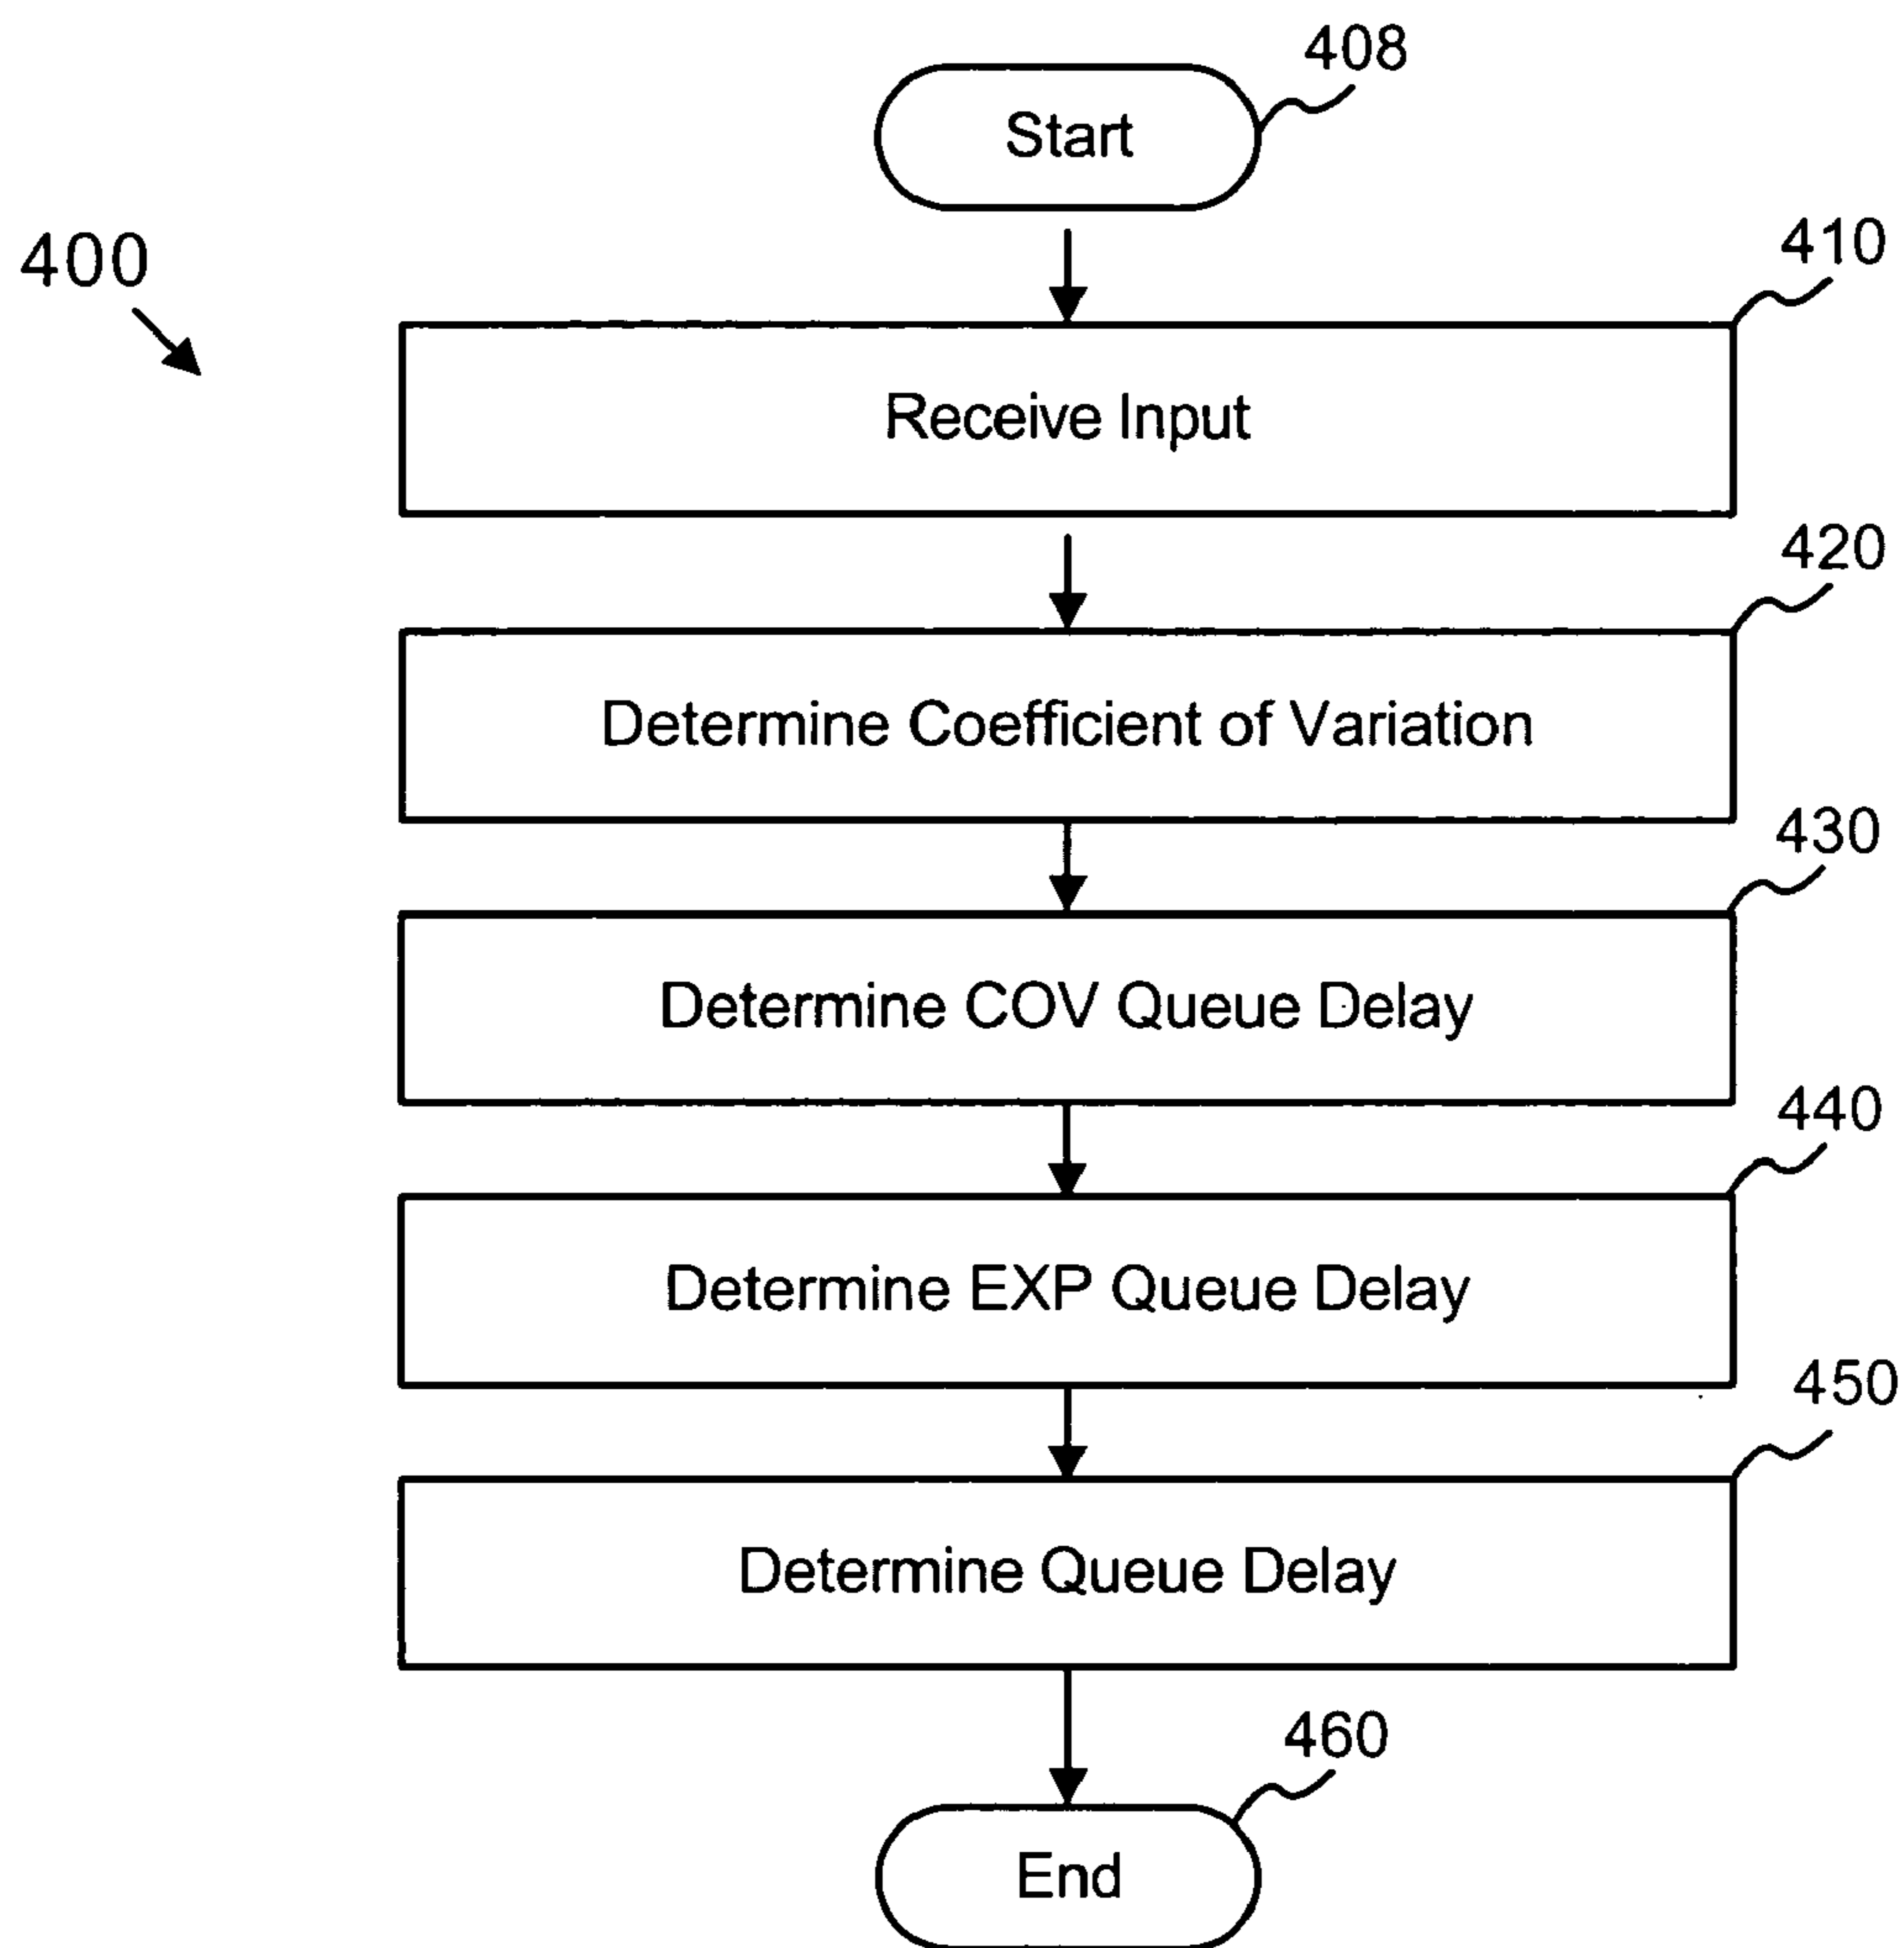 408
Start
400
410
Receive Input
420
Determine Coefficient of Variation
430
Determine COV Queue Delay
440
Determine EXP Queue Delay
450
Determine Queue Delay
460
End